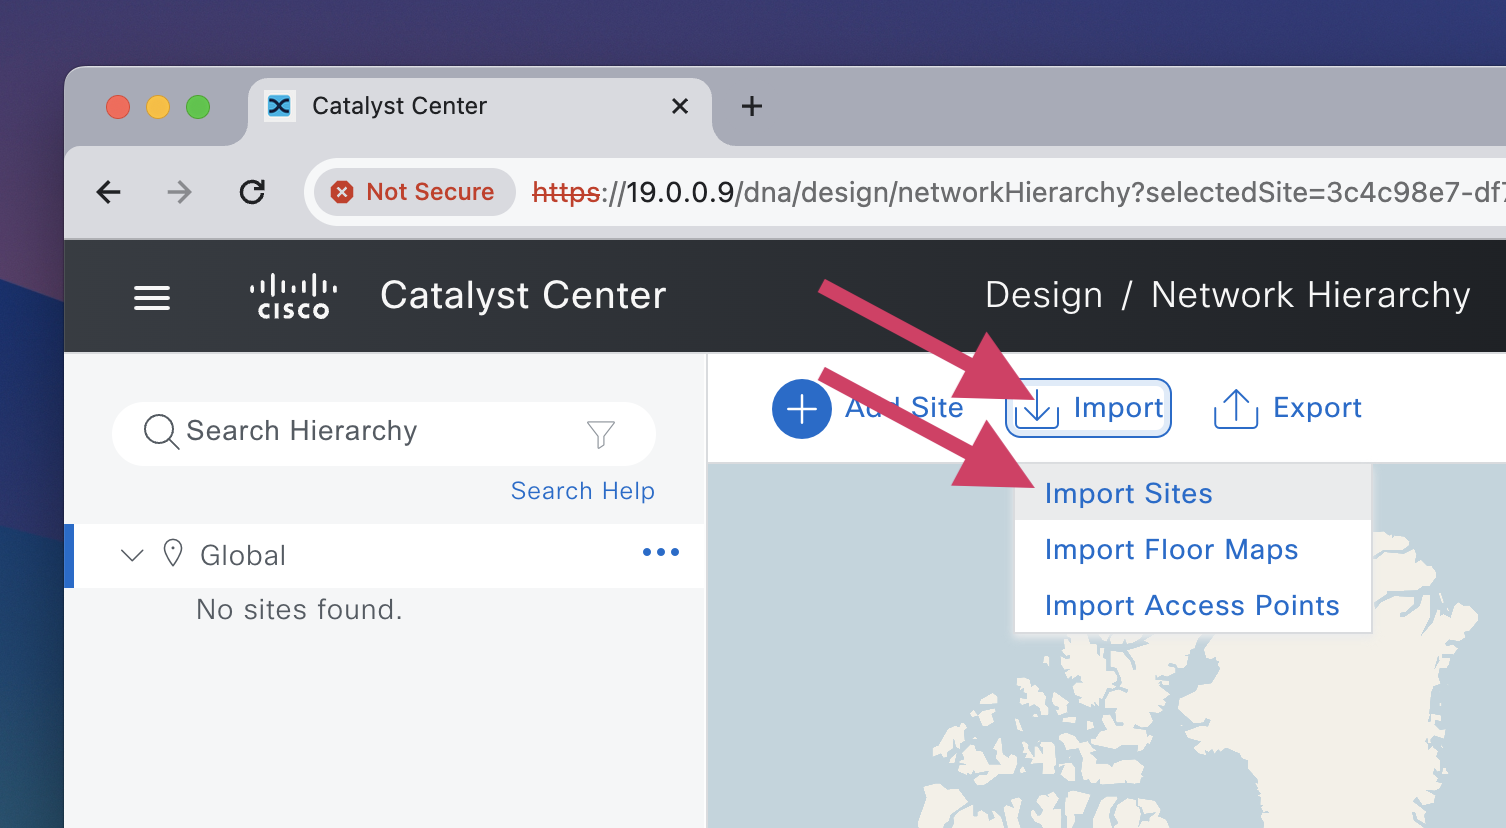 Catalyst Center
Not Secure https://19.0.0.9/dna/design/networkHierarchy?selectedSite=3c4c98e7-df7
CISCO Catalyst Center Design / Network Hierarchy
Add Site Import Export
Search Hierarchy
Search Help
Global
No sites found.
Import Sites
Import Floor Maps
Import Access Points